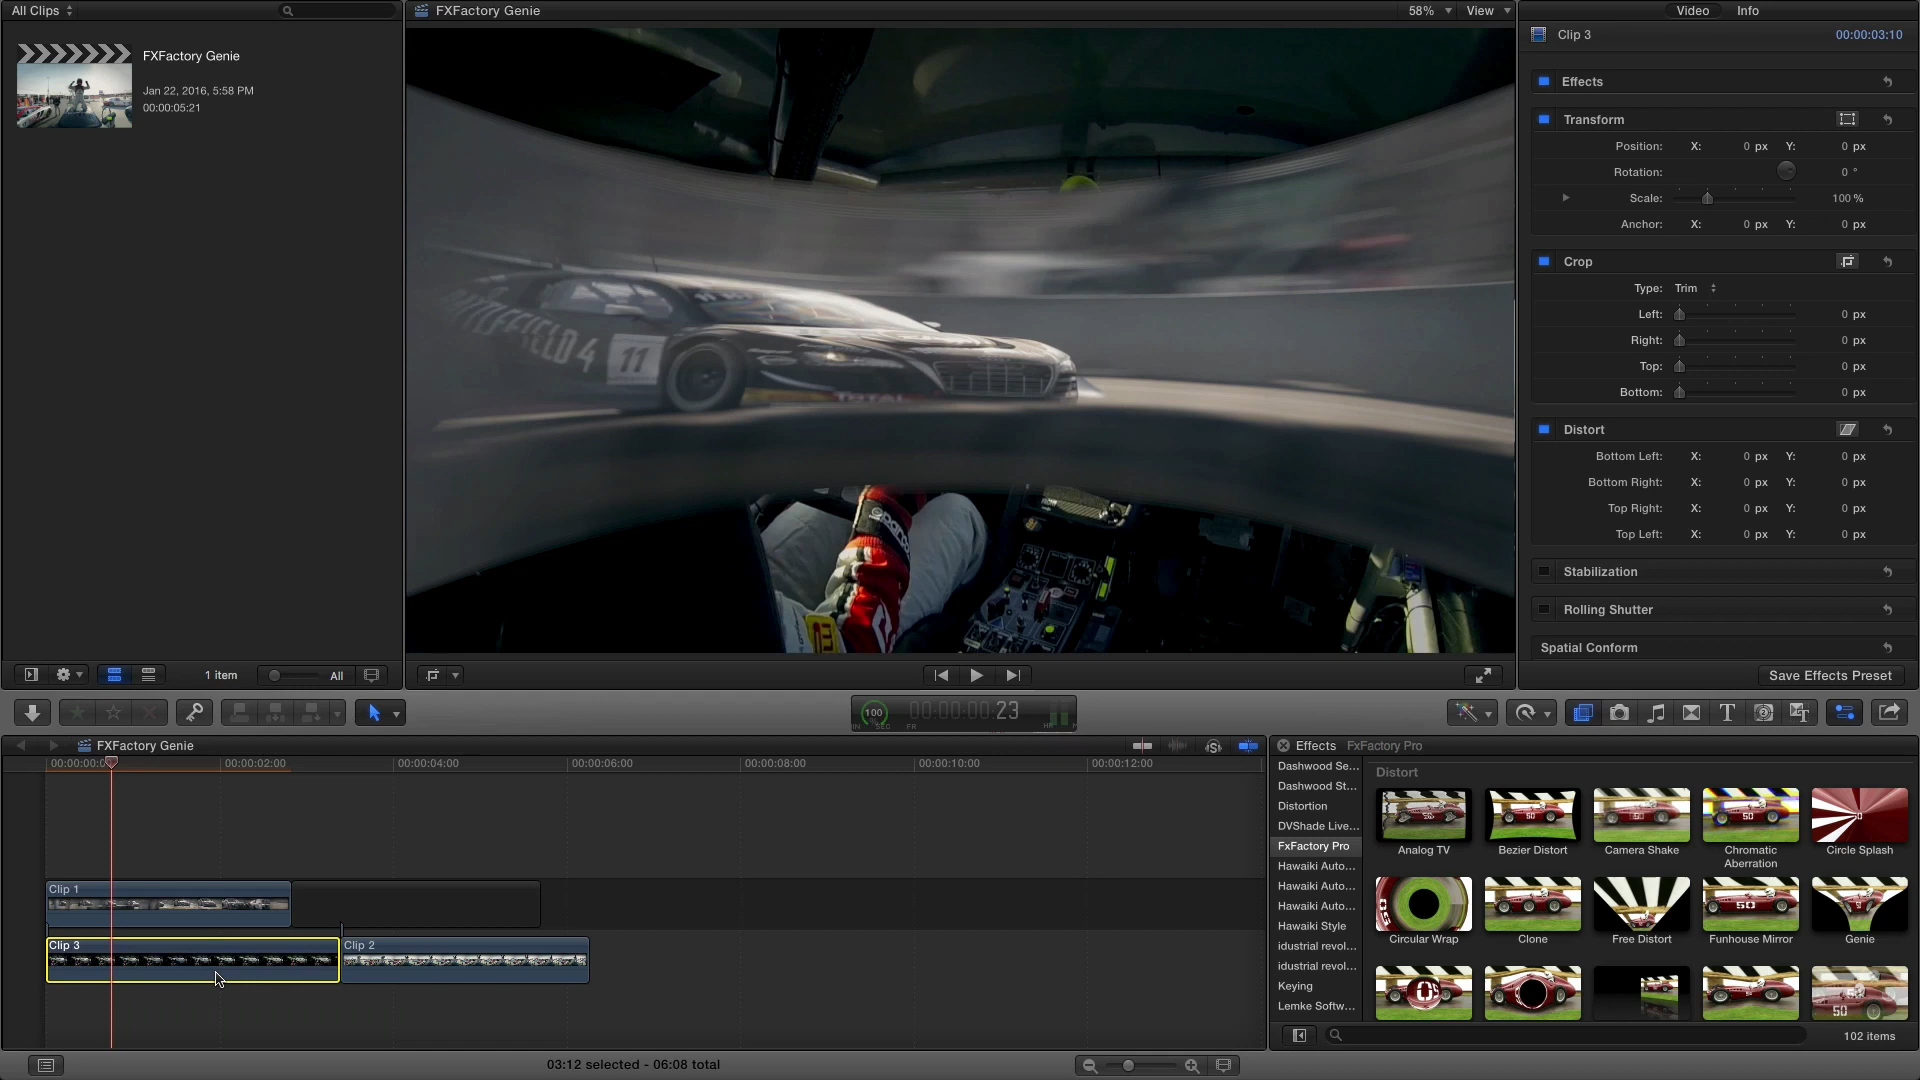 All Clips
FXFactory Genie
58%
View
Video
Info
FXFactory Genie
Jan 22, 2016, 5:58 PM
00:00:05:21
Clip 3
00:00:03:10
Effects
Transform
Position: X: 0 px Y: 0 px
Rotation: 0 °
Scale: 100 %
Anchor: X: 0 px Y: 0 px
Crop
Type: Trim
Left: 0 px
Right: 0 px
Top: 0 px
Bottom: 0 px
Distort
Bottom Left: X: 0 px Y: 0 px
Bottom Right: X: 0 px Y: 0 px
Top Right: X: 0 px Y: 0 px
Top Left: X: 0 px Y: 0 px
Stabilization
Rolling Shutter
Spatial Conform
Save Effects Preset
BATTLEFIELD 4
11
TOTAL
1 item
All
100
00:00:00:23
FXFactory Genie
00:00:02:00
00:00:04:00
00:00:06:00
00:00:08:00
00:00:10:00
00:00:12:00
Clip 1
Clip 3
Clip 2
03:12 selected - 06:08 total
Effects
FxFactory Pro
Dashwood Se...
Dashwood St...
Distortion
DVShade Live...
FxFactory Pro
Hawaiki Auto...
Hawaiki Auto...
Hawaiki Auto...
Hawaiki Style
idustrial revol...
idustrial revol...
Keying
Lemke Softw...
Distort
Analog TV
Bezier Distort
Camera Shake
Chromatic Aberration
Circle Splash
Circular Wrap
Clone
Free Distort
Funhouse Mirror
Genie
102 items